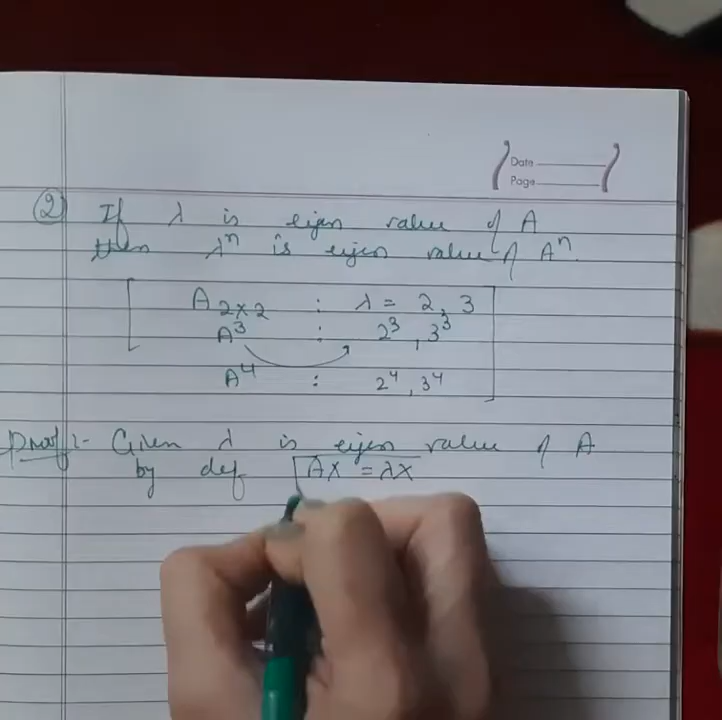 Date
Page
② If λ is eigen value of A
then λⁿ is eigen value of Aⁿ.
A₂ₓ₂ : λ = 2, 3
A³ : 2³, 3³
A⁴ : 2⁴, 3⁴
Proof :- Given λ is eigen value of A
by def AX = λX